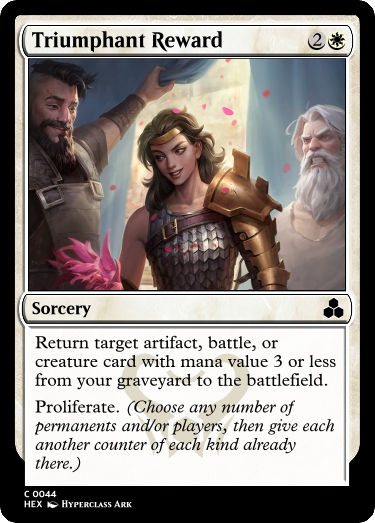 Triumphant Reward 2
Sorcery
Return target artifact, battle, or
creature card with mana value 3 or less
from your graveyard to the battlefield.
Proliferate. (Choose any number of
permanents and/or players, then give each
another counter of each kind already
there.)
C 0044
HEX Hyperclass Ark